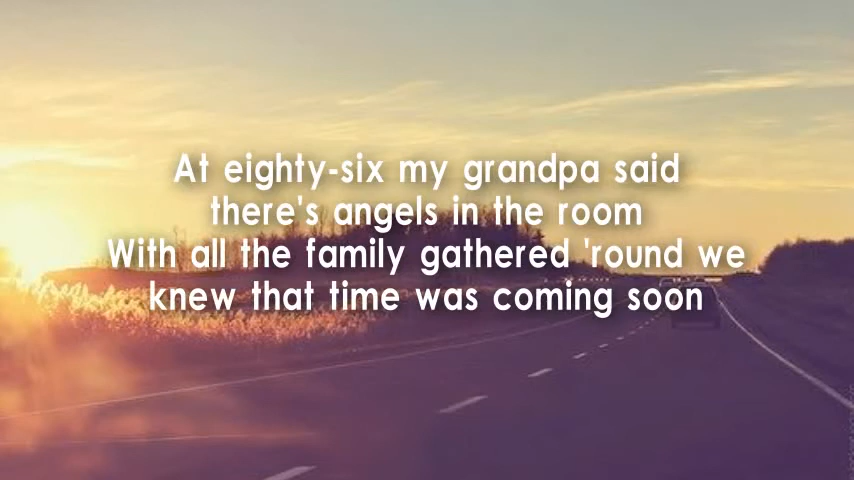 At eighty-six my grandpa said
there's angels in the room
With all the family gathered 'round we
knew that time was coming soon